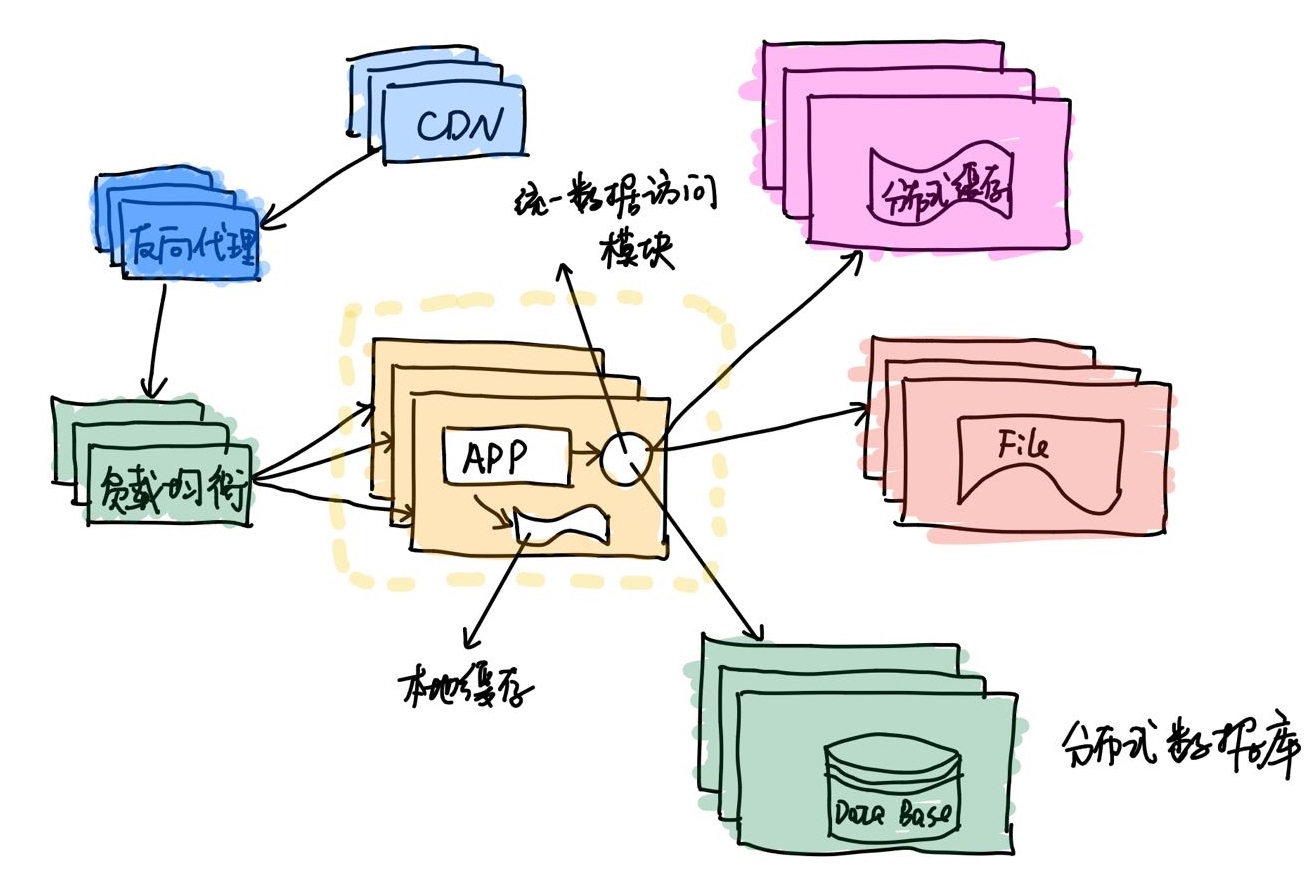 CDN
统一数据访问
模块
分布式缓存
反向代理
负载均衡
APP
File
本地缓存
分布式数据库
Data Base